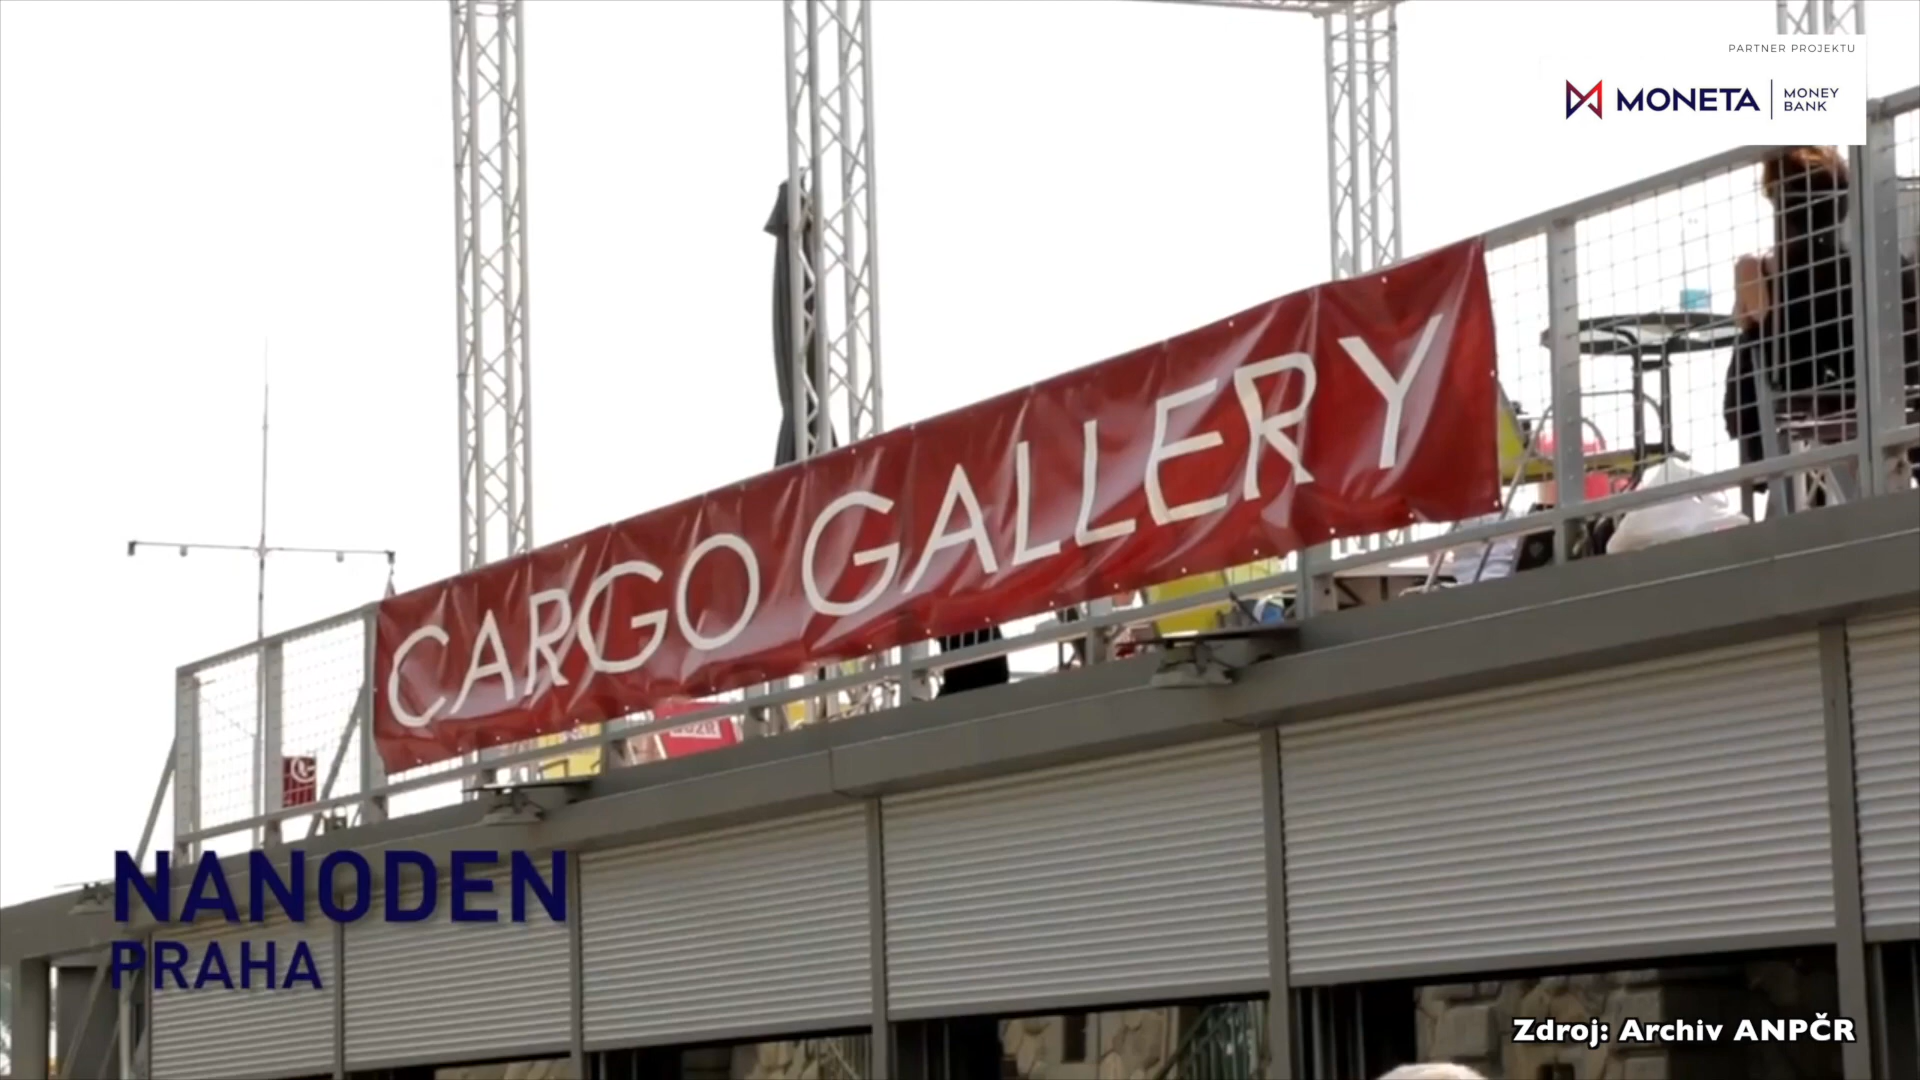 PARTNER PROJEKTU
MONETA
MONEY
BANK
CARGO GALLERY
NANODEN
PRAHA
Zdroj: Archiv ANPČR